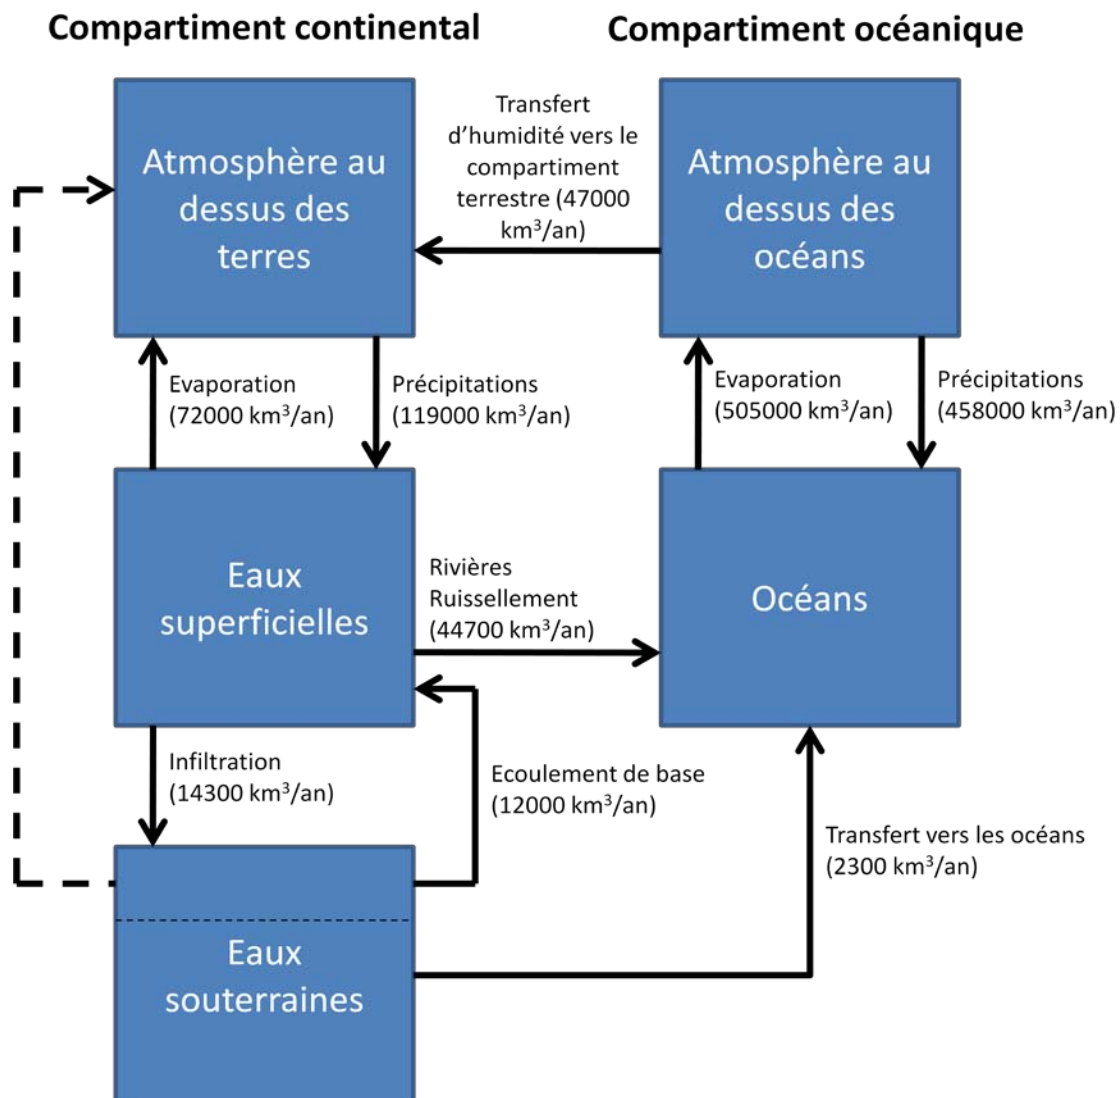 Compartiment continental
Compartiment océanique
Atmosphère au
dessus des
terres
Transfert
d’humidité vers le
compartiment
terrestre (47000
km³/an)
Atmosphère au
dessus des
océans
Evaporation
(72000 km³/an)
Précipitations
(119000 km³/an)
Evaporation
(505000 km³/an)
Précipitations
(458000 km³/an)
Eaux
superficielles
Rivières
Ruissellement
(44700 km³/an)
Océans
Infiltration
(14300 km³/an)
Ecoulement de base
(12000 km³/an)
Transfert vers les océans
(2300 km³/an)
Eaux
souterraines